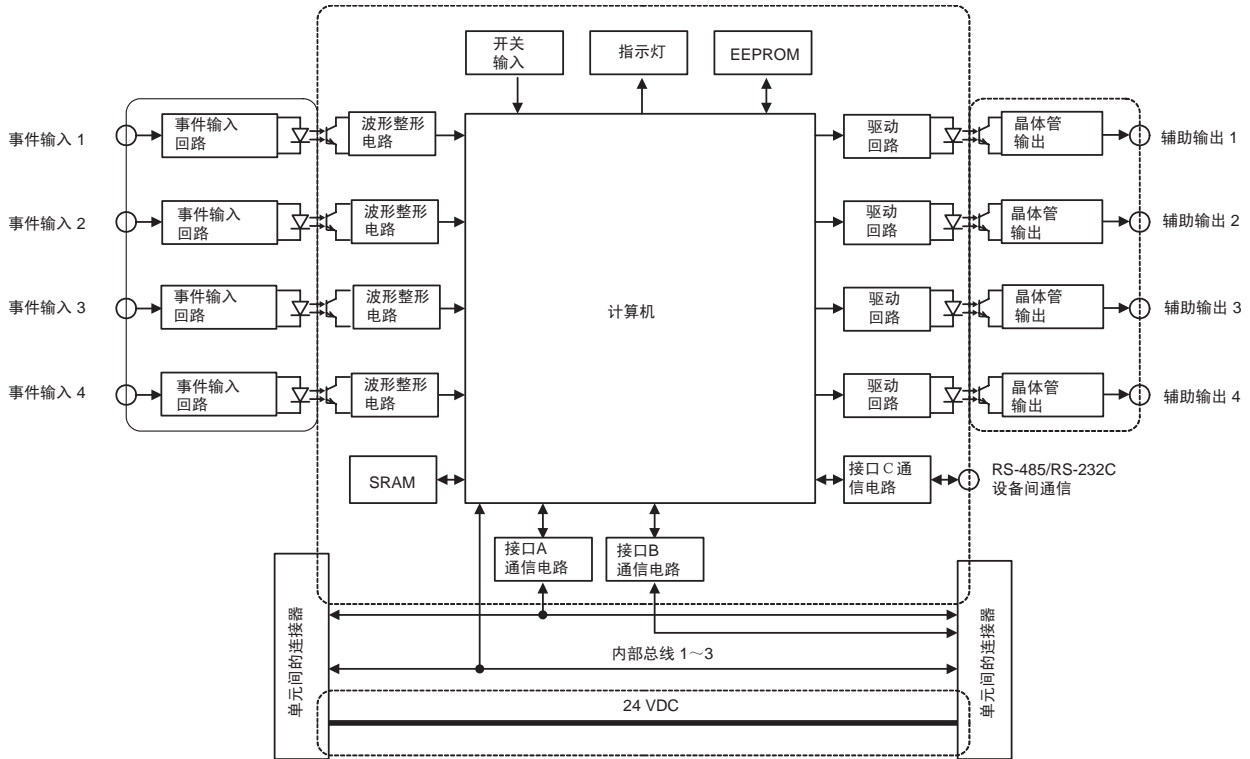 开关
输入
指示灯
EEPROM
事件输入 1
事件输入
回路
波形整形
电路
驱动
回路
晶体管
输出
辅助输出 1
事件输入 2
事件输入
回路
波形整形
电路
驱动
回路
晶体管
输出
辅助输出 2
事件输入 3
事件输入
回路
波形整形
电路
计算机
驱动
回路
晶体管
输出
辅助输出 3
事件输入 4
事件输入
回路
波形整形
电路
驱动
回路
晶体管
输出
辅助输出 4
SRAM
接口 C 通
信电路
RS-485/RS-232C
设备间通信
接口A
通信电路
接口B
通信电路
单元间的连接器
内部总线 1～3
24 VDC
单元间的连接器